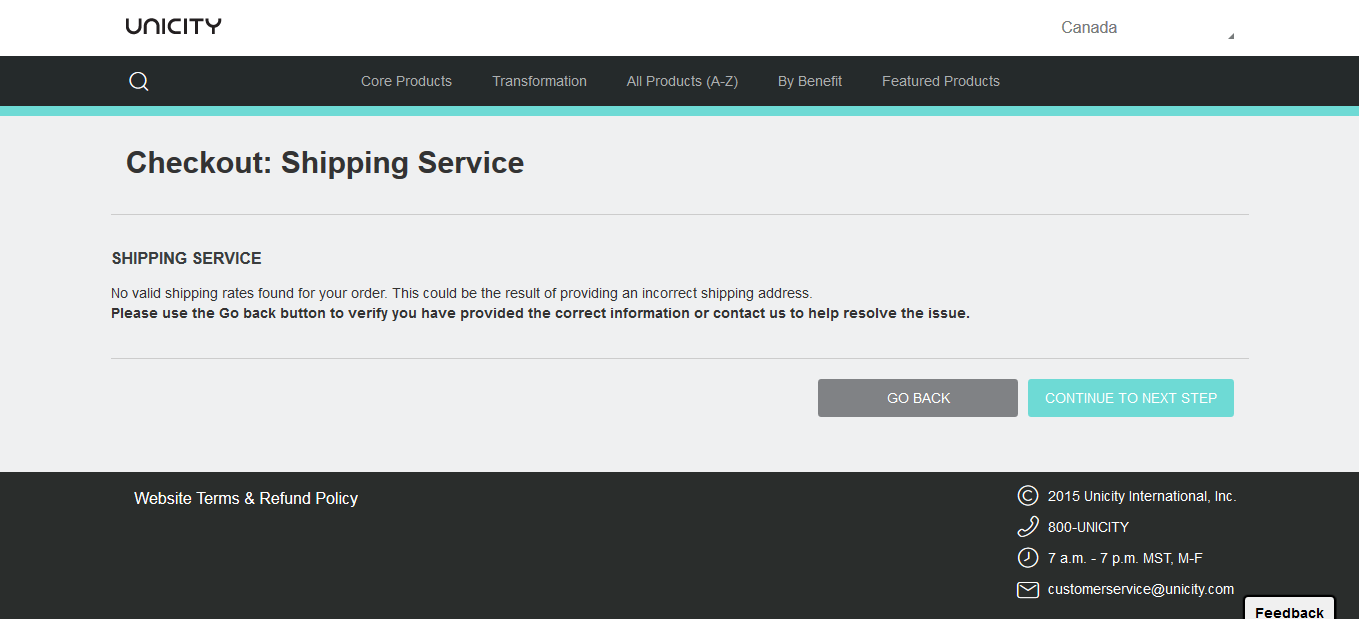 UNICITY
Canada
Core Products
Transformation
All Products (A-Z)
By Benefit
Featured Products
Checkout: Shipping Service
SHIPPING SERVICE
No valid shipping rates found for your order. This could be the result of providing an incorrect shipping address.
Please use the Go back button to verify you have provided the correct information or contact us to help resolve the issue.
GO BACK
CONTINUE TO NEXT STEP
Website Terms & Refund Policy
© 2015 Unicity International, Inc.
800-UNICITY
7 a.m. - 7 p.m. MST, M-F
customerservice@unicity.com
Feedback